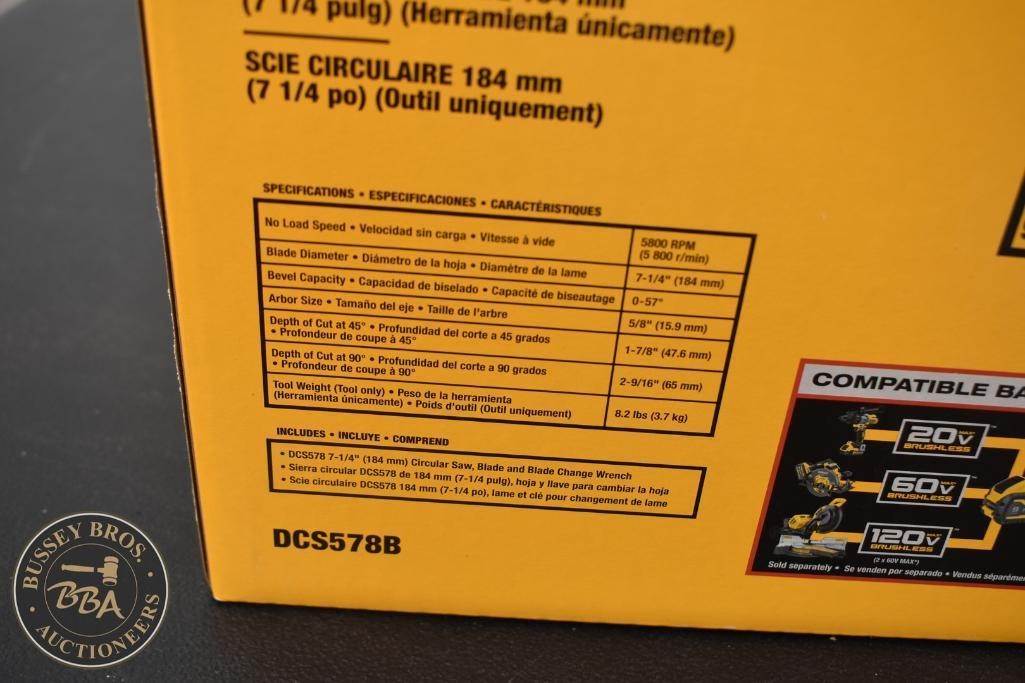 (7 1/4 pulg) (Herramienta únicamente)
SCIE CIRCULAIRE 184 mm
(7 1/4 po) (Outil uniquement)
SPECIFICATIONS • ESPECIFICACIONES • CARACTÉRISTIQUES
No Load Speed • Velocidad sin carga • Vitesse à vide
5800 RPM
(5 800 r/min)
Blade Diameter • Diámetro de la hoja • Diamètre de la lame
7-1/4" (184 mm)
Bevel Capacity • Capacidad de biselado • Capacité de biseautage
0-57°
Arbor Size • Tamaño del eje • Taille de l'arbre
5/8" (15.9 mm)
Depth of Cut at 45° • Profundidad del corte a 45 grados
• Profondeur de coupe à 45°
1-7/8" (47.6 mm)
Depth of Cut at 90° • Profundidad del corte a 90 grados
• Profondeur de coupe à 90°
2-9/16" (65 mm)
Tool Weight (Tool only) • Peso de la herramienta
(Herramienta únicamente) • Poids d'outil (Outil uniquement)
8.2 lbs (3.7 kg)
INCLUDES • INCLUYE • COMPREND
• DCS578 7-1/4" (184 mm) Circular Saw, Blade and Blade Change Wrench
• Sierra circular DCS578 de 184 mm (7-1/4 pulg), hoja y llave para cambiar la hoja
• Scie circulaire DCS578 184 mm (7-1/4 po), lame et clé pour changement de lame
DCS578B
COMPATIBLE BA
20V MAX*
BRUSHLESS
60V MAX*
BRUSHLESS
120V MAX*
BRUSHLESS
(2 x 60V MAX*)
Sold separately • Se venden por separado • Vendus séparéme
BUSSEY BROS.
BBA
AUCTIONEERS